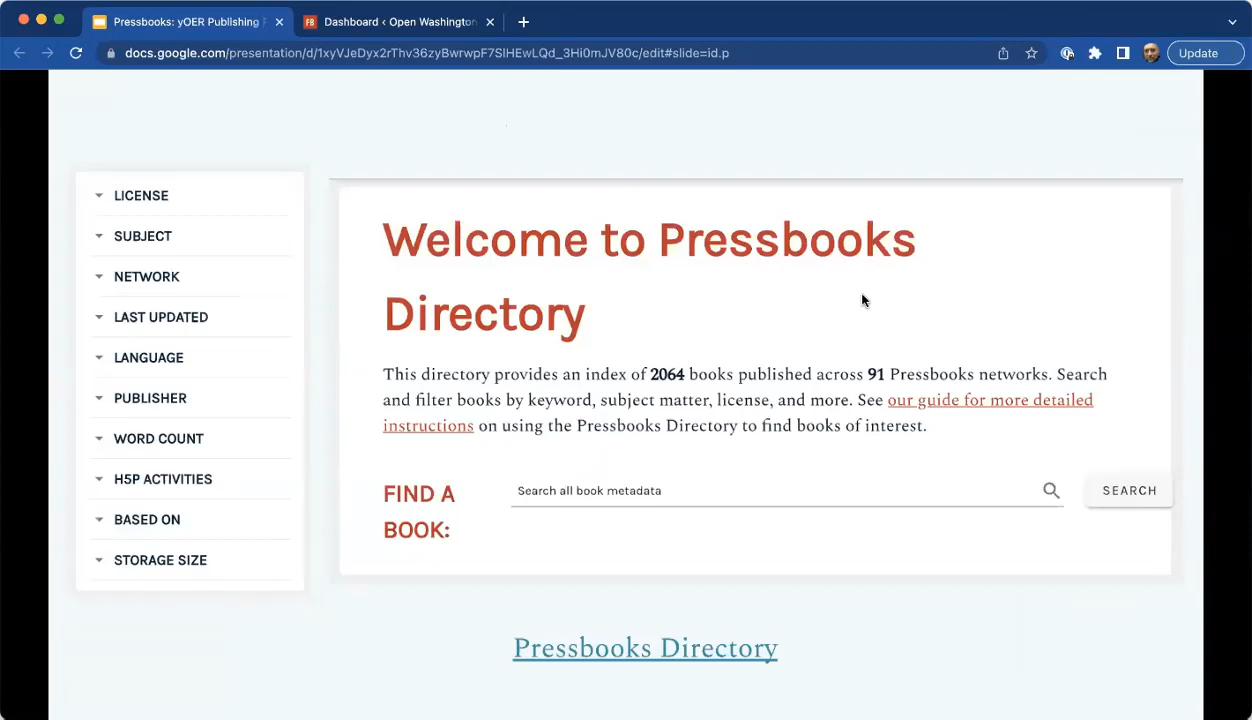 Pressbooks: yOER Publishing
Dashboard ‹ Open Washington
docs.google.com/presentation/d/1xyVJeDyx2rThv36zyBwrwpF7SlHEwLQd_3Hi0mJV80c/edit#slide=id.p
Update
LICENSE
SUBJECT
NETWORK
LAST UPDATED
LANGUAGE
PUBLISHER
WORD COUNT
H5P ACTIVITIES
BASED ON
STORAGE SIZE
Welcome to Pressbooks
Directory
This directory provides an index of 2064 books published across 91 Pressbooks networks. Search
and filter books by keyword, subject matter, license, and more. See our guide for more detailed
instructions on using the Pressbooks Directory to find books of interest.
FIND A
BOOK:
Search all book metadata
SEARCH
Pressbooks Directory